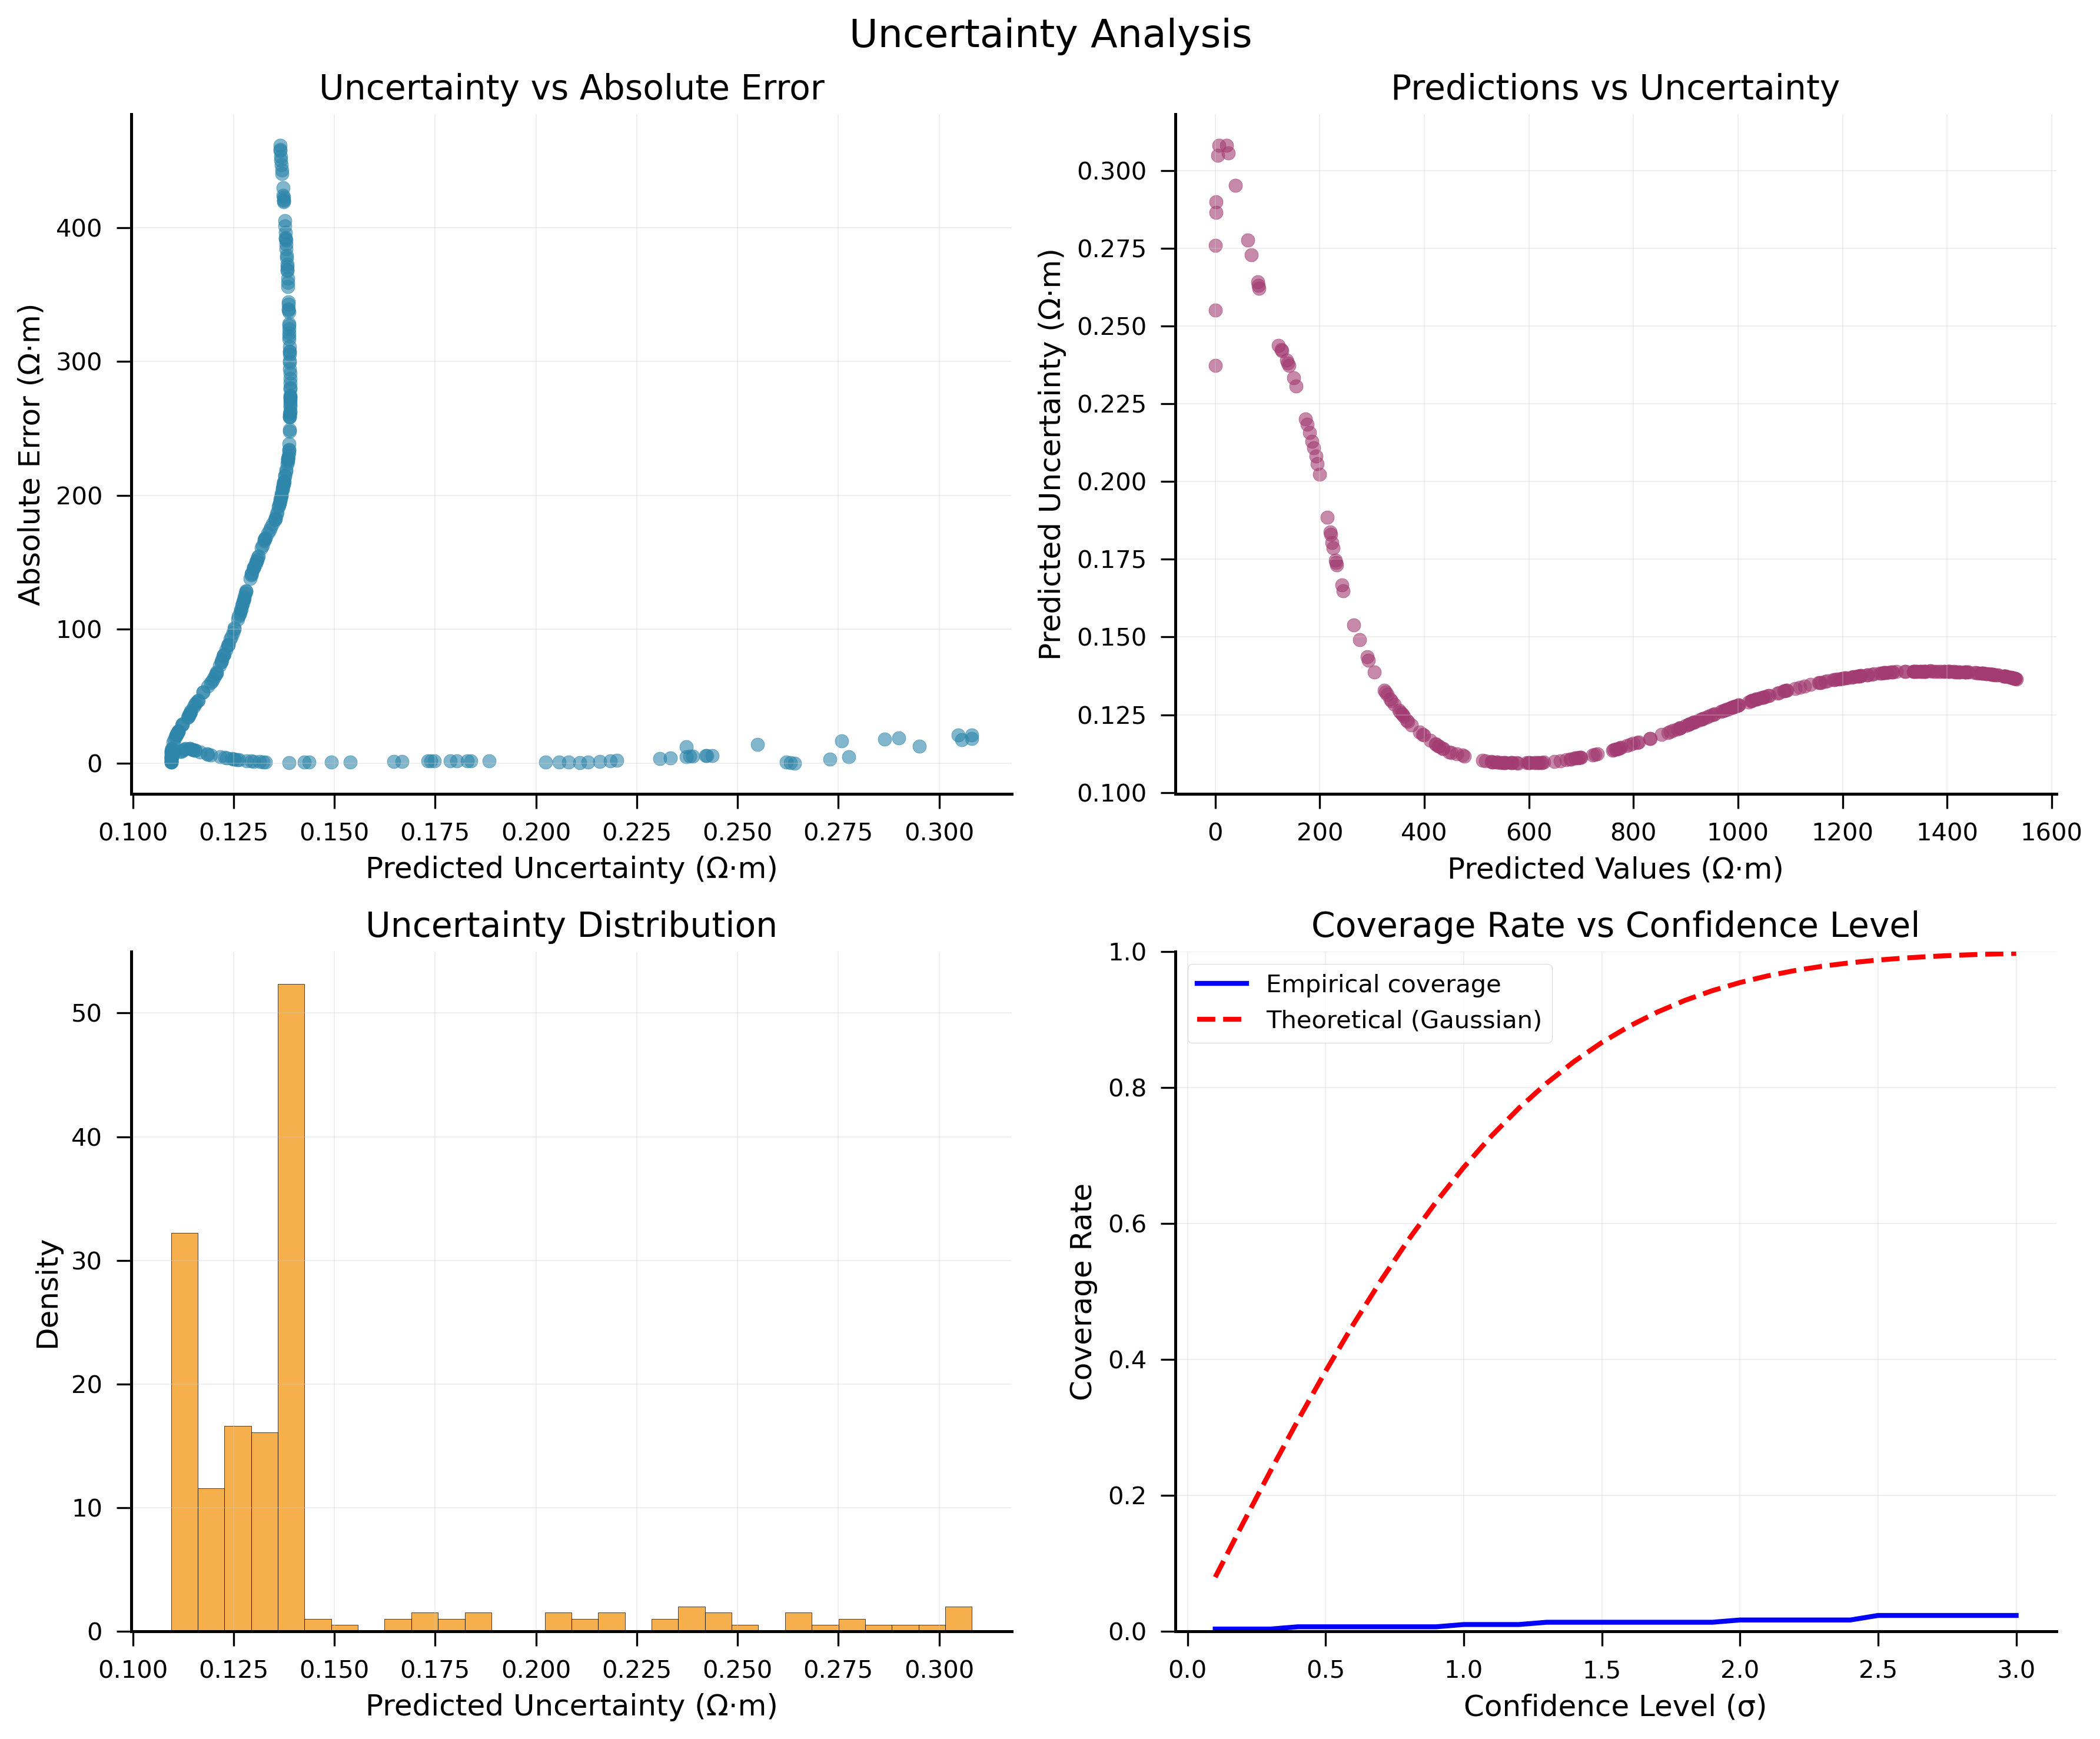 Uncertainty Analysis
Uncertainty vs Absolute Error
Absolute Error (Ω·m)
400
300
200
100
0
0.100 0.125 0.150 0.175 0.200 0.225 0.250 0.275 0.300
Predicted Uncertainty (Ω·m)
Predictions vs Uncertainty
Predicted Uncertainty (Ω·m)
0.300
0.275
0.250
0.225
0.200
0.175
0.150
0.125
0.100
0 200 400 600 800 1000 1200 1400 1600
Predicted Values (Ω·m)
Uncertainty Distribution
Density
50
40
30
20
10
0
0.100 0.125 0.150 0.175 0.200 0.225 0.250 0.275 0.300
Predicted Uncertainty (Ω·m)
Coverage Rate vs Confidence Level
Coverage Rate
1.0
0.8
0.6
0.4
0.2
0.0
Empirical coverage
Theoretical (Gaussian)
0.0 0.5 1.0 1.5 2.0 2.5 3.0
Confidence Level (σ)